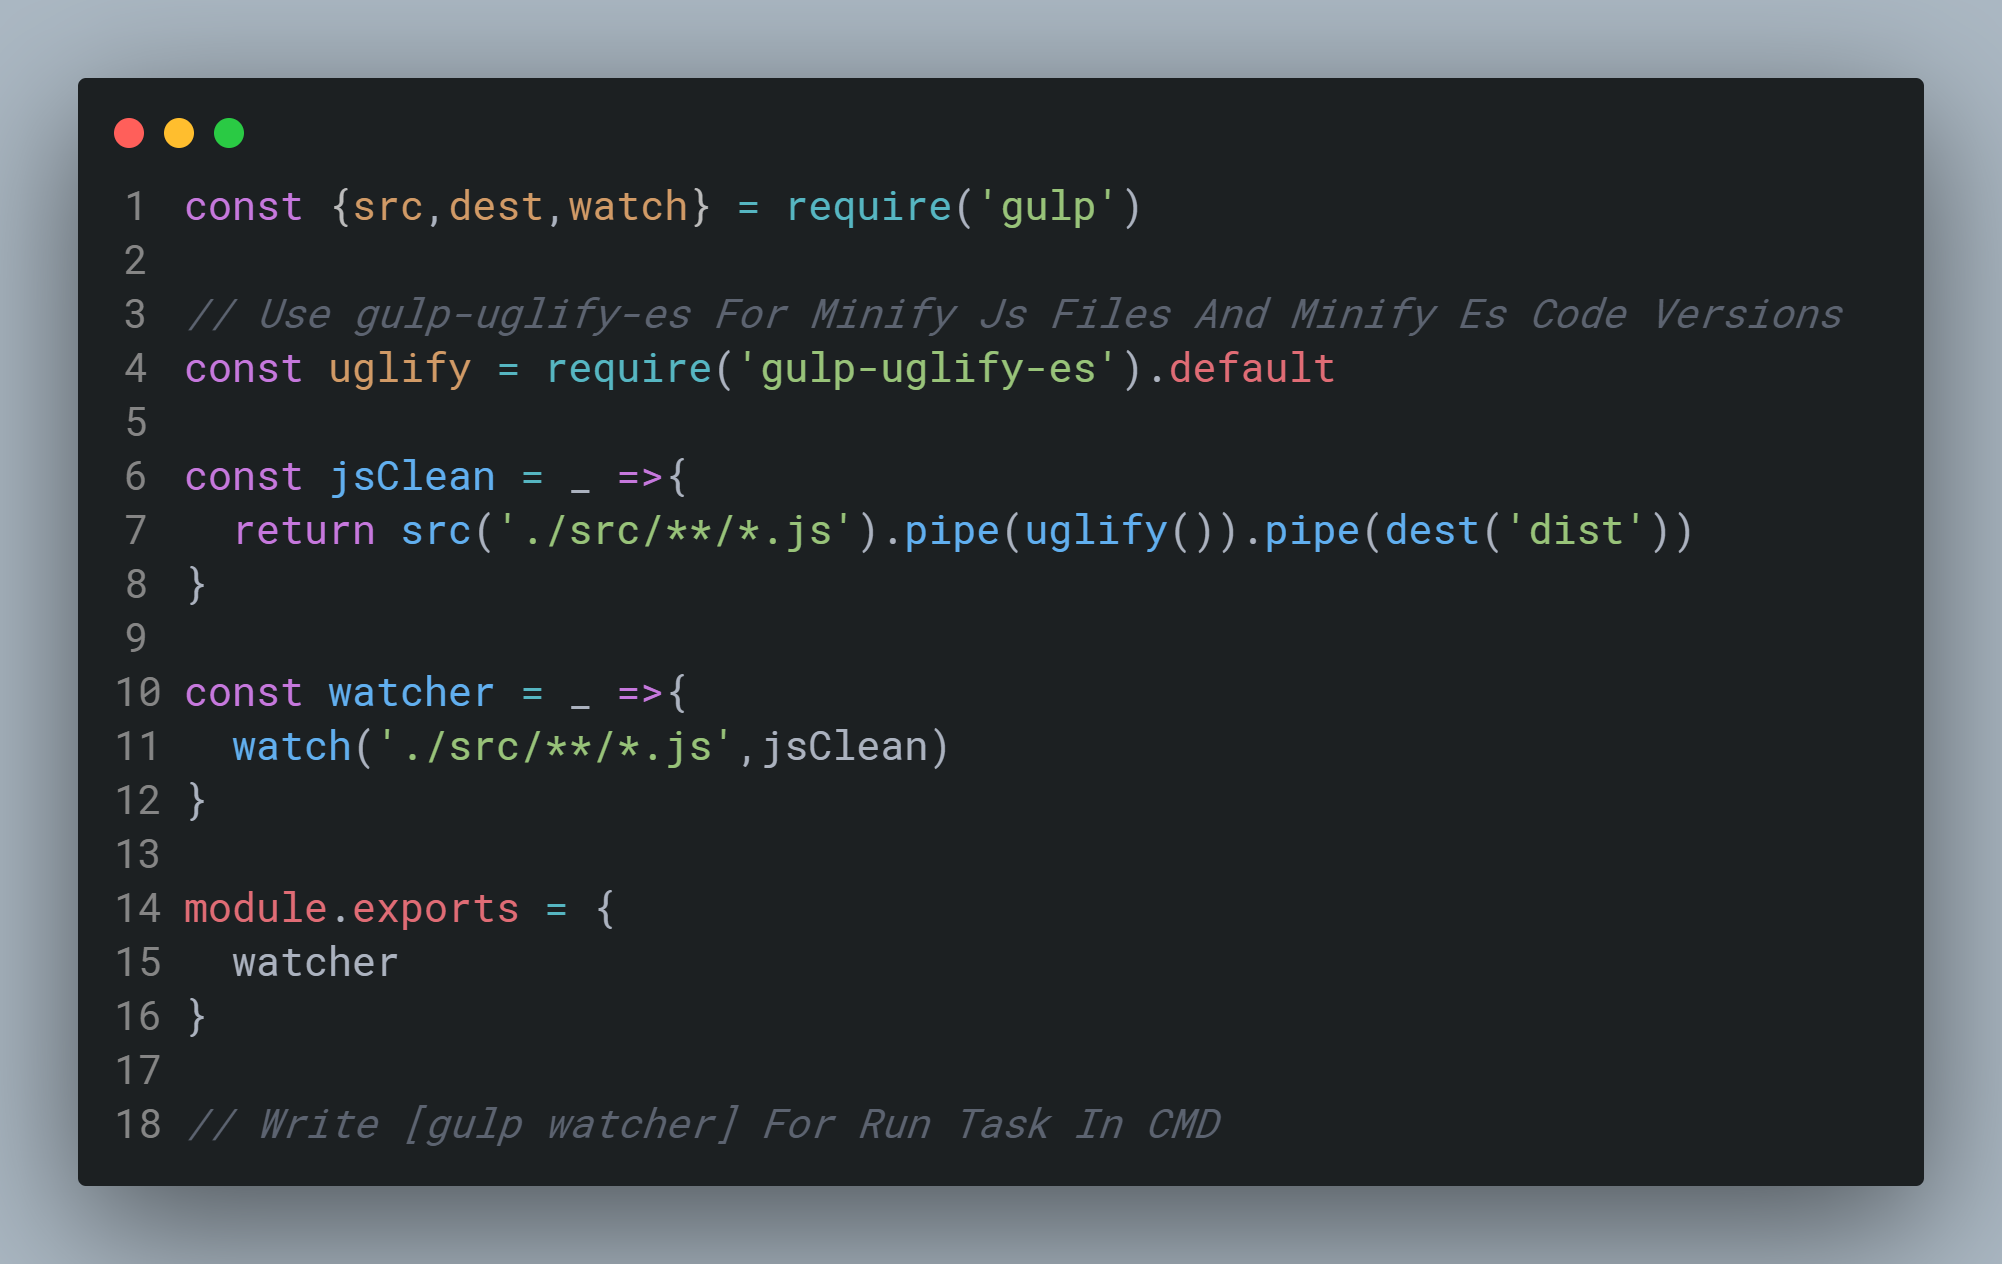 1 const {src,dest,watch} = require('gulp')
2
3 // Use gulp-uglify-es For Minify Js Files And Minify Es Code Versions
4 const uglify = require('gulp-uglify-es').default
5
6 const jsClean = _ =>{
7   return src('./src/**/*.js').pipe(uglify()).pipe(dest('dist'))
8 }
9
10 const watcher = _ =>{
11   watch('./src/**/*.js',jsClean)
12 }
13
14 module.exports = {
15   watcher
16 }
17
18 // Write [gulp watcher] For Run Task In CMD